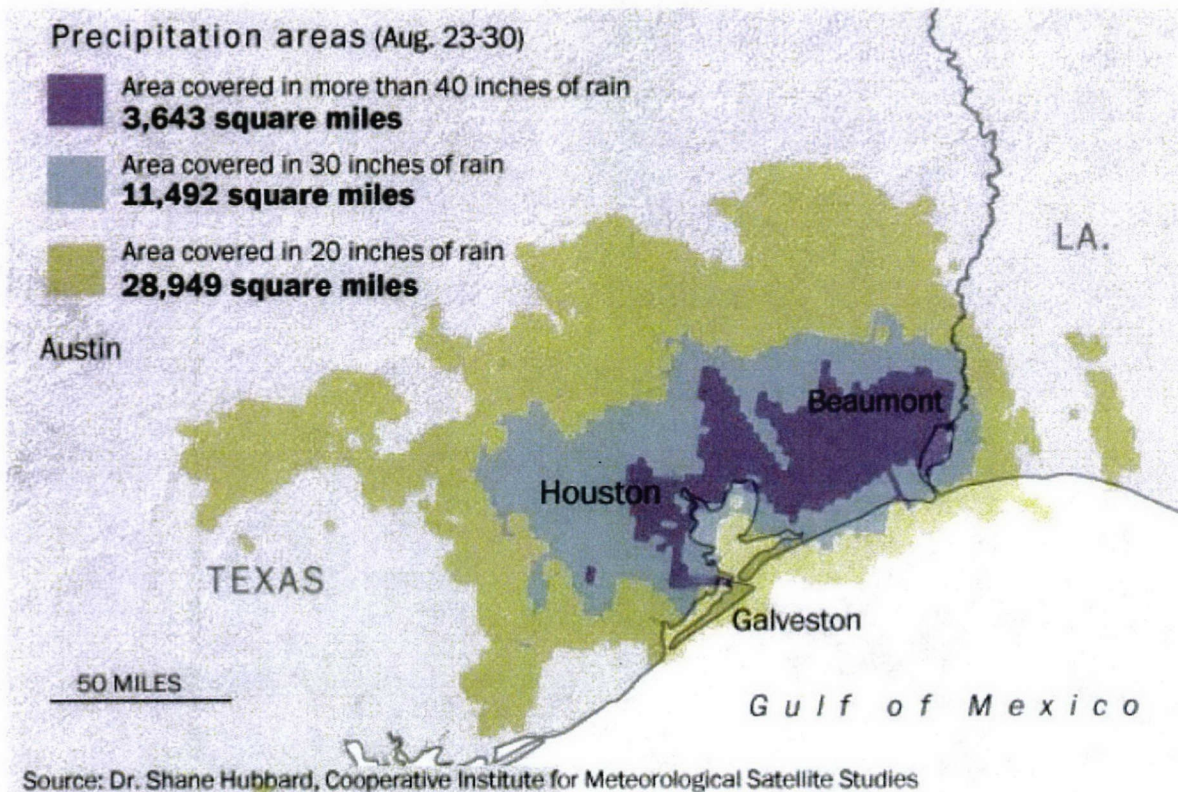 Precipitation areas (Aug. 23-30)
Area covered in more than 40 inches of rain
3,643 square miles
Area covered in 30 inches of rain
11,492 square miles
Area covered in 20 inches of rain
28,949 square miles
LA.
Austin
Beaumont
Houston
TEXAS
Galveston
50 MILES
Gulf of Mexico
Source: Dr. Shane Hubbard, Cooperative Institute for Meteorological Satellite Studies